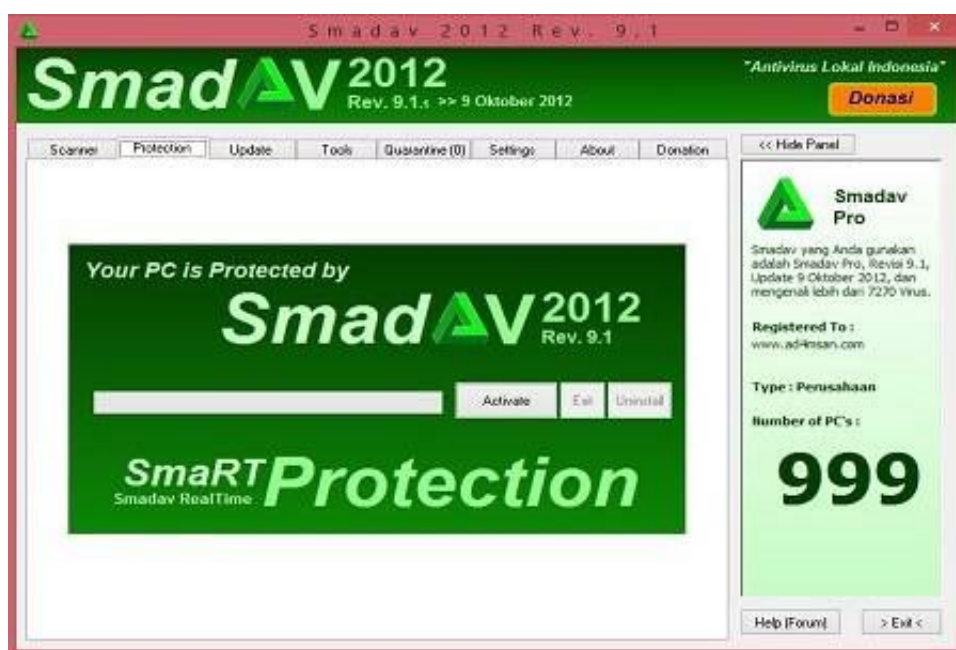 Smadav 2012 Rev. 9.1
SmadAV 2012
Rev. 9.1.s >> 9 Oktober 2012
"Antivirus Lokal Indonesia"
Donasi
Scanner Protection Update Tools Quarantine (0) Settings About Donation
<< Hide Panel
Your PC is Protected by
SmadAV 2012
Rev. 9.1
Activate Exit Uninstall
SmaRT Protection
Smadav RealTime
Smadav
Pro
Smadav yang Anda gunakan
adalah Smadav Pro, Revisi 9.1,
Update 9 Oktober 2012, dan
mengenali lebih dari 7270 virus.
Registered To :
www.ad4msan.com
Type : Perusahaan
Number of PC's :
999
Help |Forum|
> Exit <